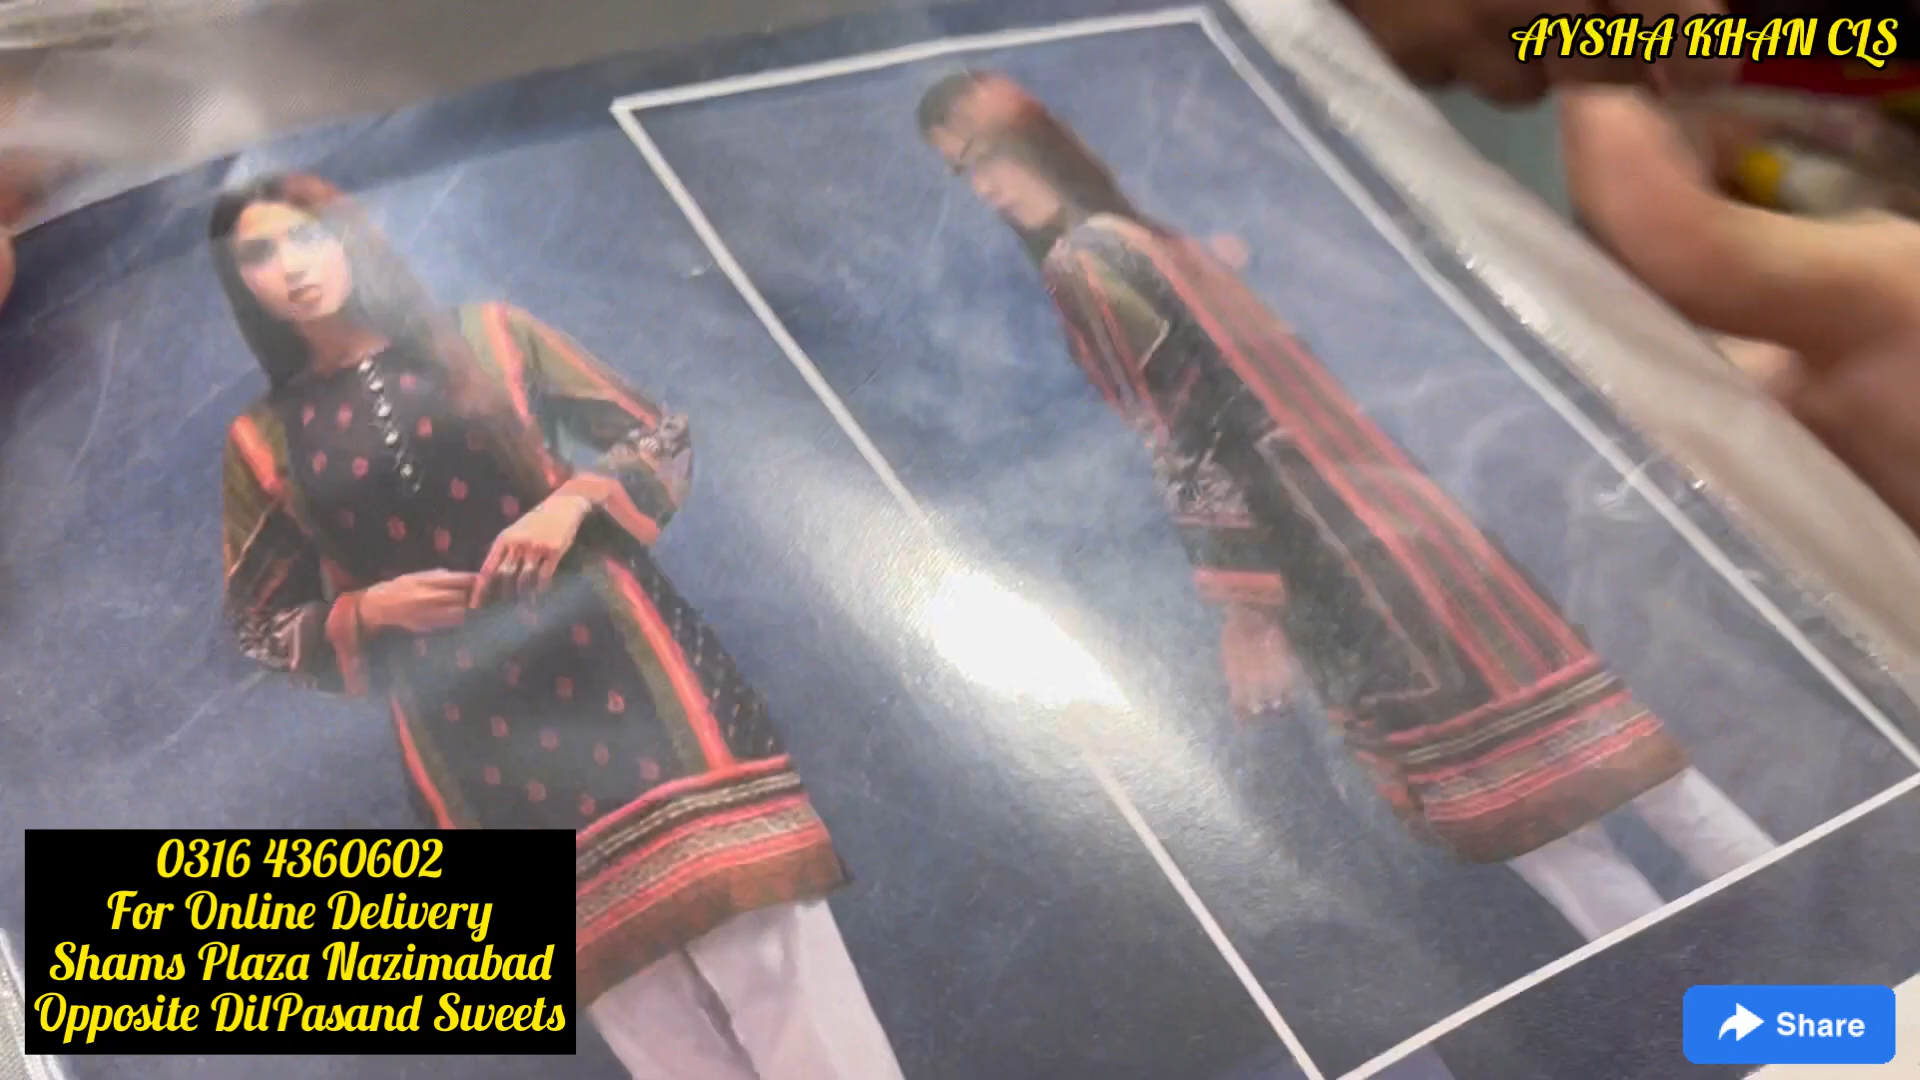 AYSHA KHAN CLS
0316 4360602
For Online Delivery
Shams Plaza Nazimabad
Opposite DilPasand Sweets
Share